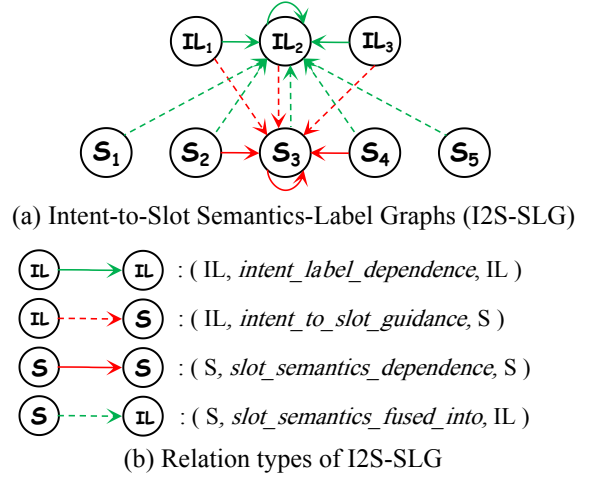 IL₁ IL₂ IL₃
S₁ S₂ S₃ S₄ S₅
(a) Intent-to-Slot Semantics-Label Graphs (I2S-SLG)
IL IL : ( IL, intent_label_dependence, IL )
IL S : ( IL, intent_to_slot_guidance, S )
S S : ( S, slot_semantics_dependence, S )
S IL : ( S, slot_semantics_fused_into, IL )
(b) Relation types of I2S-SLG